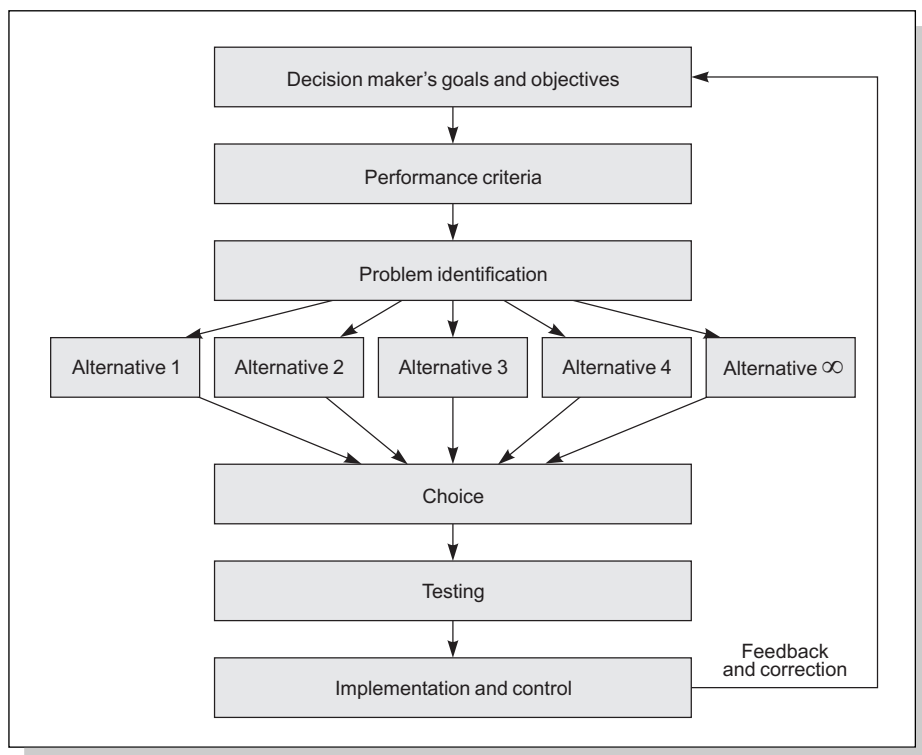 Decision maker's goals and objectives
Performance criteria
Problem identification
Alternative 1
Alternative 2
Alternative 3
Alternative 4
Alternative ∞
Choice
Testing
Implementation and control
Feedback
and correction